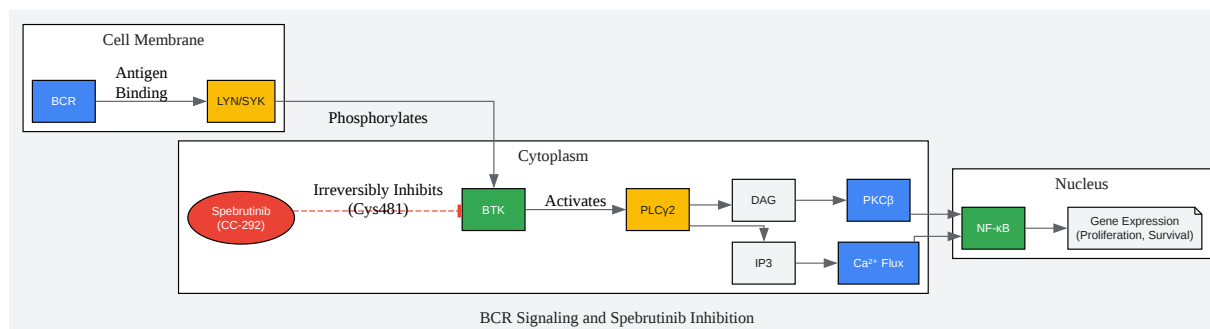 Cell Membrane
BCR
Antigen
Binding
LYN/SYK
Phosphorylates
Cytoplasm
Spebrutinib
(CC-292)
Irreversibly Inhibits
(Cys481)
BTK
Activates
PLCγ2
DAG
PKCβ
IP3
Ca²⁺ Flux
Nucleus
NF-κB
Gene Expression
(Proliferation, Survival)
BCR Signaling and Spebrutinib Inhibition